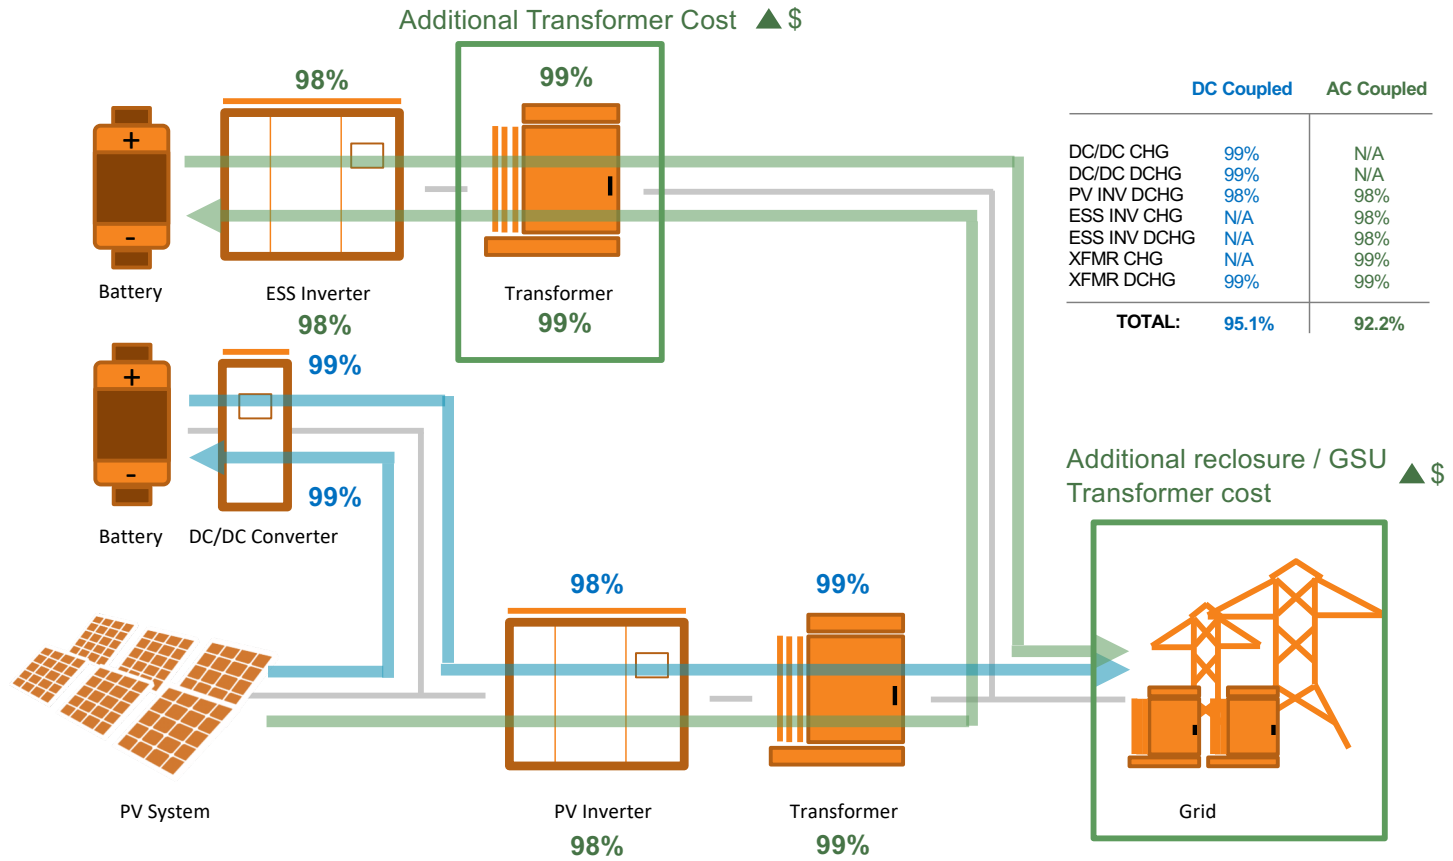 Additional Transformer Cost ▲ $
98%
99%
+
-
Battery
ESS Inverter
Transformer
98%
99%
DC Coupled AC Coupled
DC/DC CHG 99% N/A
DC/DC DCHG 99% N/A
PV INV DCHG 98% 98%
ESS INV CHG N/A 98%
ESS INV DCHG N/A 98%
XFMR CHG N/A 99%
XFMR DCHG 99% 99%
TOTAL: 95.1% 92.2%
99%
+
-
99%
Battery
DC/DC Converter
Additional reclosure / GSU ▲ $
Transformer cost
98%
99%
PV System
PV Inverter
Transformer
Grid
98%
99%